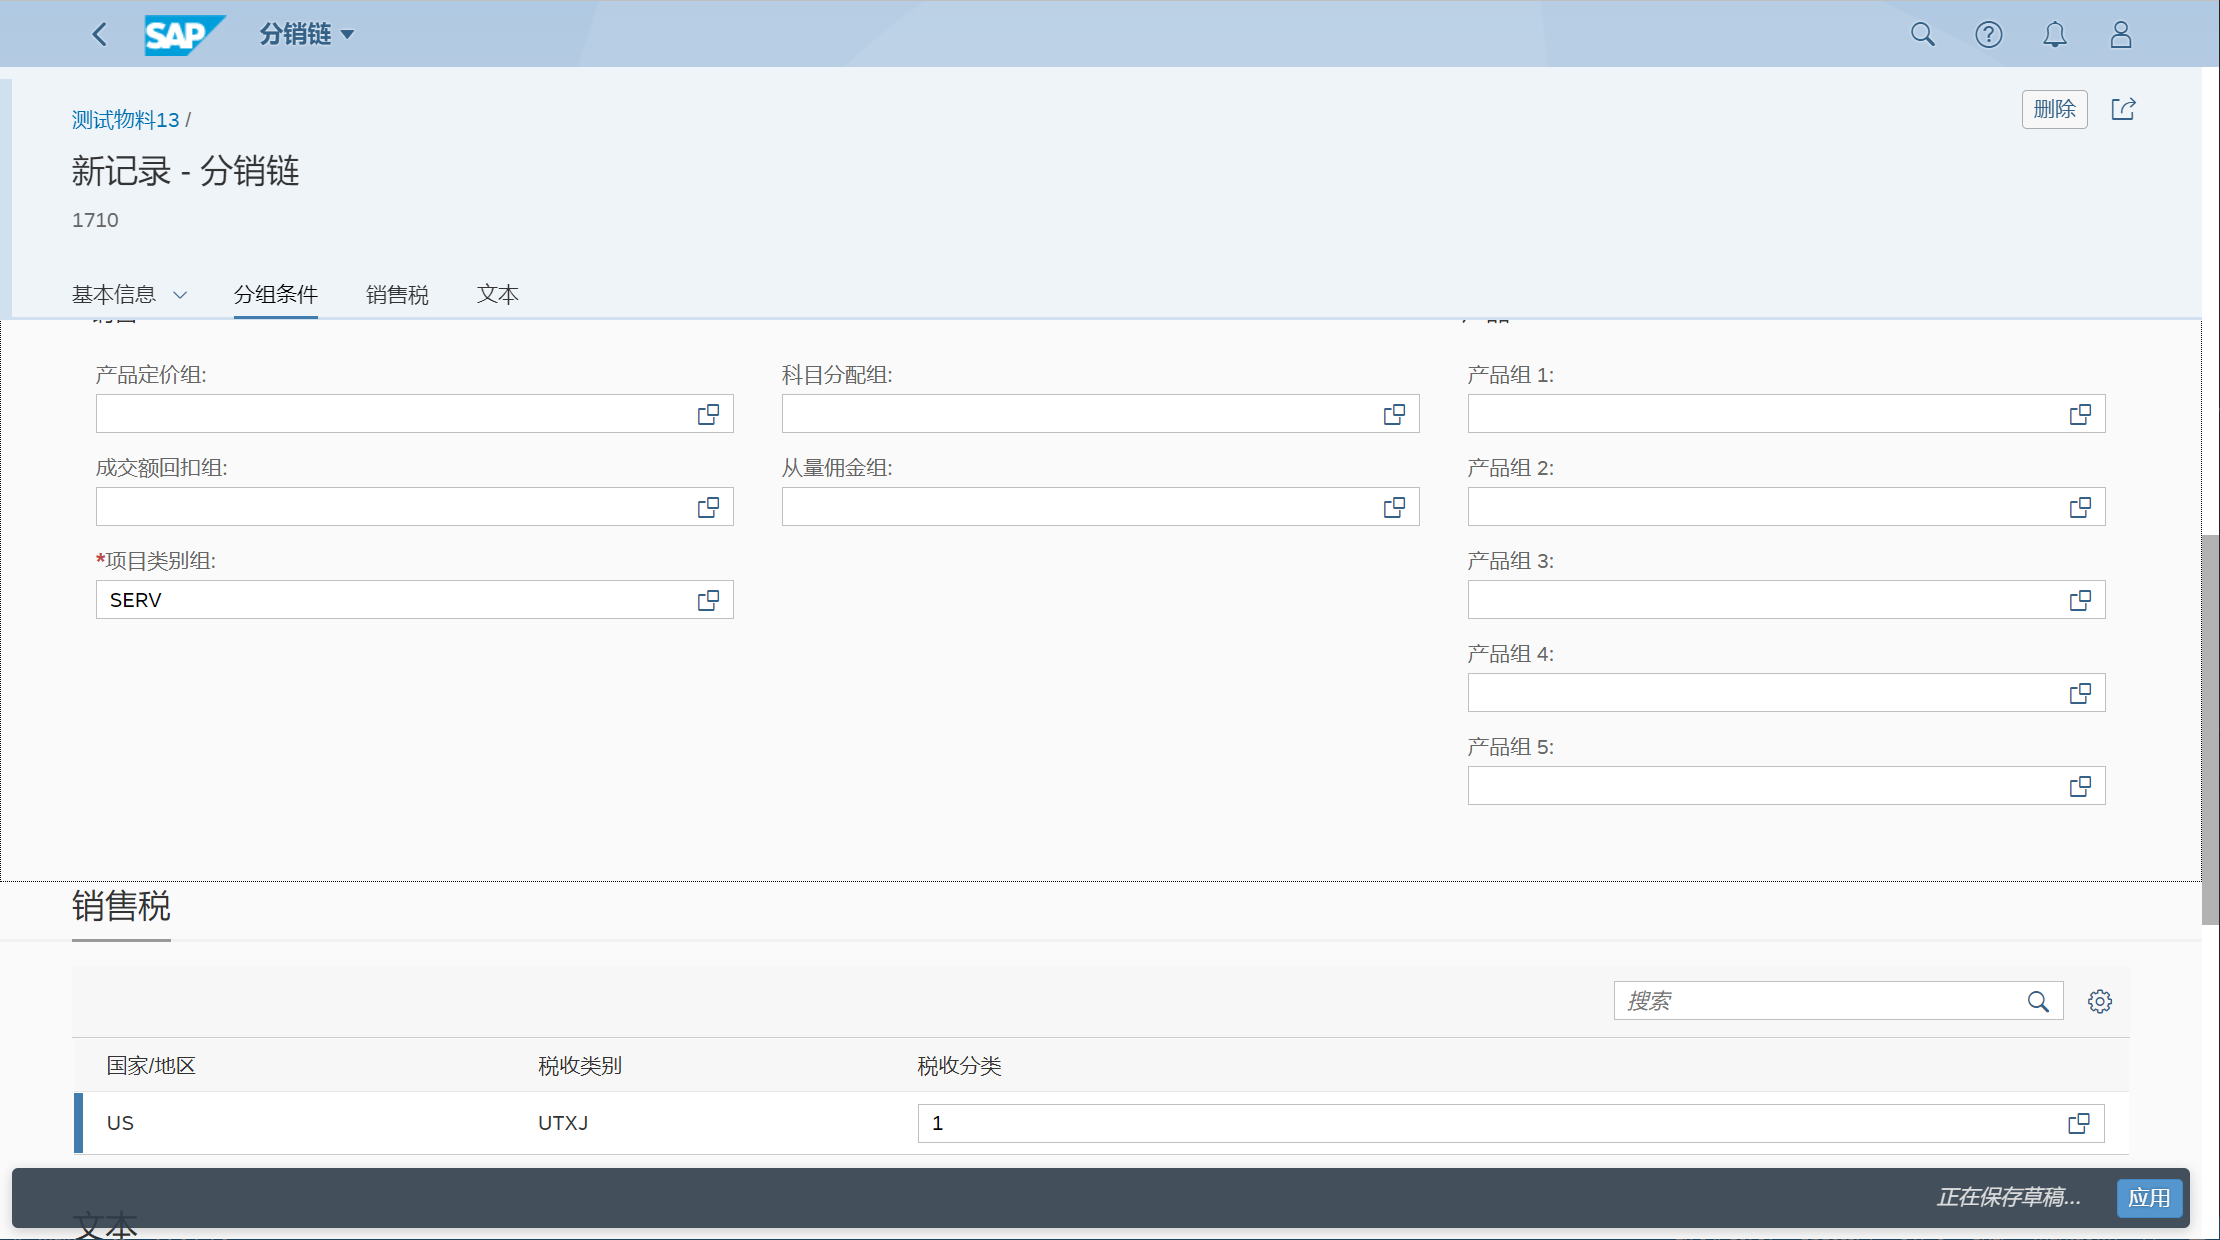 SAP 分销链
测试物料13 /
删除
新记录 - 分销链
1710
基本信息 分组条件 销售税 文本
产品定价组: 科目分配组: 产品组 1:
成交额回扣组: 从量佣金组: 产品组 2:
*项目类别组: 产品组 3:
SERV
产品组 4:
产品组 5:
销售税
搜索
国家/地区 税收类别 税收分类
US UTXJ 1
正在保存草稿... 应用
文本